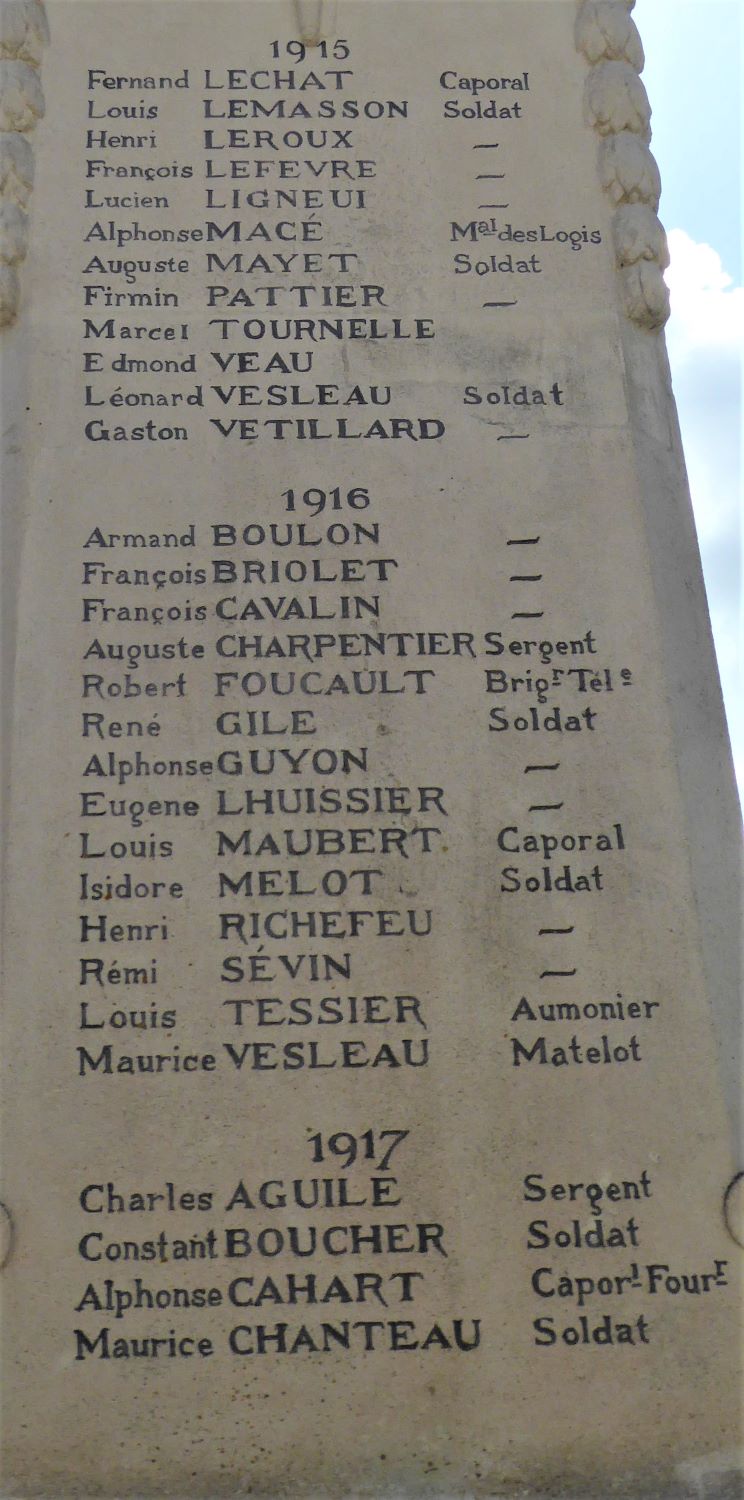 1915
Fernand LECHAT Caporal
Louis LEMASSON Soldat
Henri LEROUX —
François LEFEVRE —
Lucien LIGNEUI —
Alphonse MACÉ Mal des Logis
Auguste MAYET Soldat
Firmin PATTIER —
Marcel TOURNELLE
Edmond VEAU
Léonard VESLEAU Soldat
Gaston VETILLARD —
1916
Armand BOULON —
François BRIOLET —
François CAVALIN —
Auguste CHARPENTIER Sergent
Robert FOUCAULT Brigr Tele
René GILE Soldat
Alphonse GUYON —
Eugene LHUISSIER —
Louis MAUBERT Caporal
Isidore MELOT Soldat
Henri RICHEFEU —
Rémi SÉVIN —
Louis TESSIER Aumonier
Maurice VESLEAU Matelot
1917
Charles AGUILE Sergent
Constant BOUCHER Soldat
Alphonse CAHART Caporl Fourr
Maurice CHANTEAU Soldat